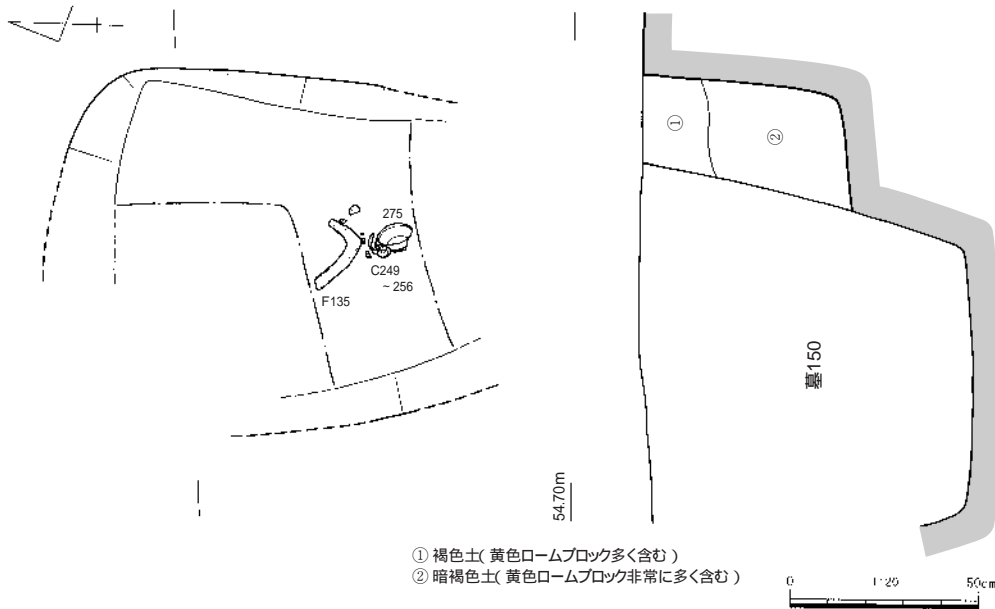 275
C249
~256
F135
①
②
墓150
54.70m
① 褐色土(黄色ロームブロック多く含む)
② 暗褐色土(黄色ロームブロック非常に多く含む)
0 1:20 50cm